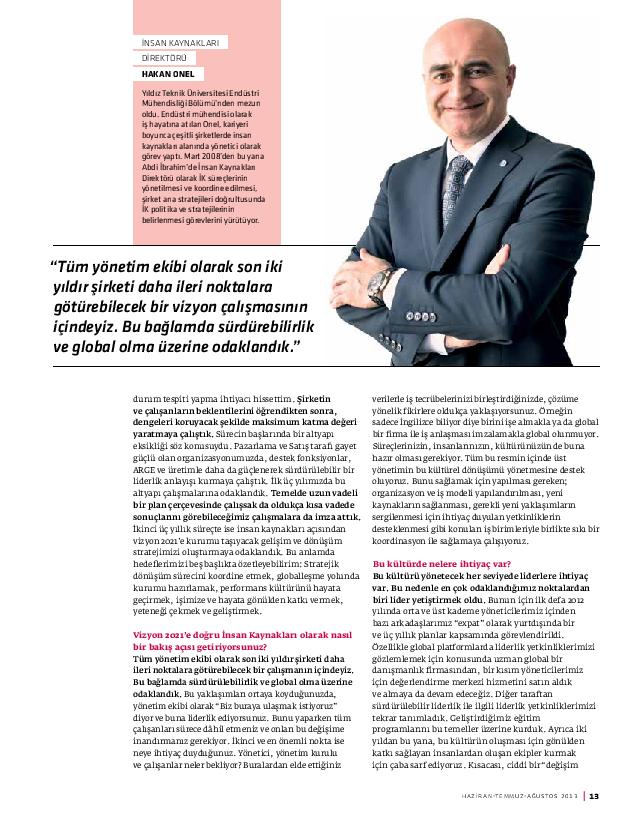 İNSAN KAYNAKLARI
DİREKTÖRÜ
HAKAN ONEL
Yıldız Teknik Üniversitesi Endüstri
Mühendisliği Bölümü'nden mezun
oldu. Endüstri mühendisi olarak
iş hayatına atılan Onel, kariyeri
boyunca çeşitli şirketlerde insan
kaynakları alanında yönetici olarak
görev yaptı. Mart 2008'den bu yana
Abdi İbrahim'de İnsan Kaynakları
Direktörü olarak İK süreçlerinin
yönetilmesi ve koordine edilmesi,
şirket ana stratejileri doğrultusunda
İK politika ve stratejilerinin
belirlenmesi görevlerini yürütüyor.
“Tüm yönetim ekibi olarak son iki
yıldır şirketi daha ileri noktalara
götürebilecek bir vizyon çalışmasının
içindeyiz. Bu bağlamda sürdürebilirlik
ve global olma üzerine odaklandık.”
durum tespiti yapma ihtiyacı hissettim. Şirketin
ve çalışanların beklentilerini öğrendikten sonra,
dengeleri koruyacak şekilde maksimum katma değeri
yaratmaya çalıştık. Sürecin başlarında bir altyapı
eksikliği söz konusuydu. Pazarlama ve Satış tarafı gayet
güçlü olan organizasyonumuzda, destek fonksiyonlar,
ARGE ve üretimle daha da güçlenerek sürdürülebilir bir
liderlik anlayışı kurmaya çalıştık. İlk üç yılımızda bu
altyapı çalışmalarına odaklandık. Temelde uzun vadeli
bir plan çerçevesinde çalışsak da oldukça kısa vadede
sonuçlarını görebileceğimiz çalışmalara da imza attık.
İkinci üç yıllık süreçte ise insan kaynakları açısından
vizyon 2021'e kurumu taşıyacak gelişim ve dönüşüm
stratejimizi oluşturmaya odaklandık. Bu anlamda
hedeflerimizi beş başlıkta özetleyebilirim: Stratejik
dönüşüm sürecini koordine etmek, globalleşme yolunda
kurumu hazırlamak, performans kültürünü hayata
geçirmek, işimize ve hayata gönülden katkı vermek,
yeteneği çekmek ve geliştirmek.
Vizyon 2021'e doğru İnsan Kaynakları olarak nasıl
bir bakış açısı getiriyorsunuz?
Tüm yönetim ekibi olarak son iki yıldır şirketi daha
ileri noktalara götürebilecek bir çalışmanın içindeyiz.
Bu bağlamda sürdürülebilirlik ve global olma üzerine
odaklandık. Bu yaklaşımları ortaya koyduğunuzda,
yönetim ekibi olarak “Biz buraya ulaşmak istiyoruz”
diyor ve buna liderlik ediyorsunuz. Bunu yaparken tüm
çalışanları sürece dâhil etmeniz ve onları bu değişime
inandırmanız gerekiyor. İkinci ve en önemli nokta ise
neye ihtiyaç duyduğunuz. Yönetici, yönetim kurulu
ve çalışanlar neler bekliyor? Buralardan elde ettiğiniz
verilerle iş tecrübelerinizi birleştirdiğinizde, çözüme
yönelik fikirlere oldukça yaklaşıyorsunuz. Örneğin
sadece İngilizce biliyor diye birini işe almakla ya da global
bir firma ile iş anlaşması imzalamakla global olunmuyor.
Süreçlerinizin, insanlarınızın, kültürünüzün de buna
hazır olması gerekiyor. Tüm bu resmin içinde üst
yönetimin bu kültürel dönüşümü yönetmesine destek
oluyoruz. Bunu sağlamak için yapılması gereken;
organizasyon ve iş modeli yapılandırılması, yeni
kaynakların sağlanması, gerekli yeni yaklaşımların
sergilenmesi için ihtiyaç duyulan yetkinliklerin
desteklenmesi gibi konuları iş birimleriyle birlikte sıkı bir
koordinasyon ile sağlamaya çalışıyoruz.
Bu kültürde nelere ihtiyaç var?
Bu kültürü yönetecek her seviyede liderlere ihtiyaç
var. Bu nedenle en çok odaklandığımız noktalardan
biri lider yetiştirmek oldu. Bunun için ilk defa 2012
yılında orta ve üst kademe yöneticilerimiz içinden
bazı arkadaşlarımız “expat” olarak yurtdışında bir
ve üç yıllık planlar kapsamında görevlendirildi.
Özellikle global platformlarda liderlik yetkinliklerimizi
gözlemlemek için konusunda uzman global bir
danışmanlık firmasından, bir kısım yöneticilerimiz
için değerlendirme merkezi hizmetini satın aldık
ve almaya da devam edeceğiz. Diğer taraftan
sürdürülebilir liderlik ile ilgili liderlik yetkinliklerimizi
tekrar tanımladık. Geliştirdiğimiz eğitim
programlarını bu temeller üzerine kurduk. Ayrıca iki
yıldan bu yana, bu kültürün oluşması için gönülden
katkı sağlayan insanlardan oluşan ekipler kurmak
için çaba sarf ediyoruz. Kısacası, ciddi bir “değişim
HAZİRAN-TEMMUZ-AĞUSTOS 2013 | 13